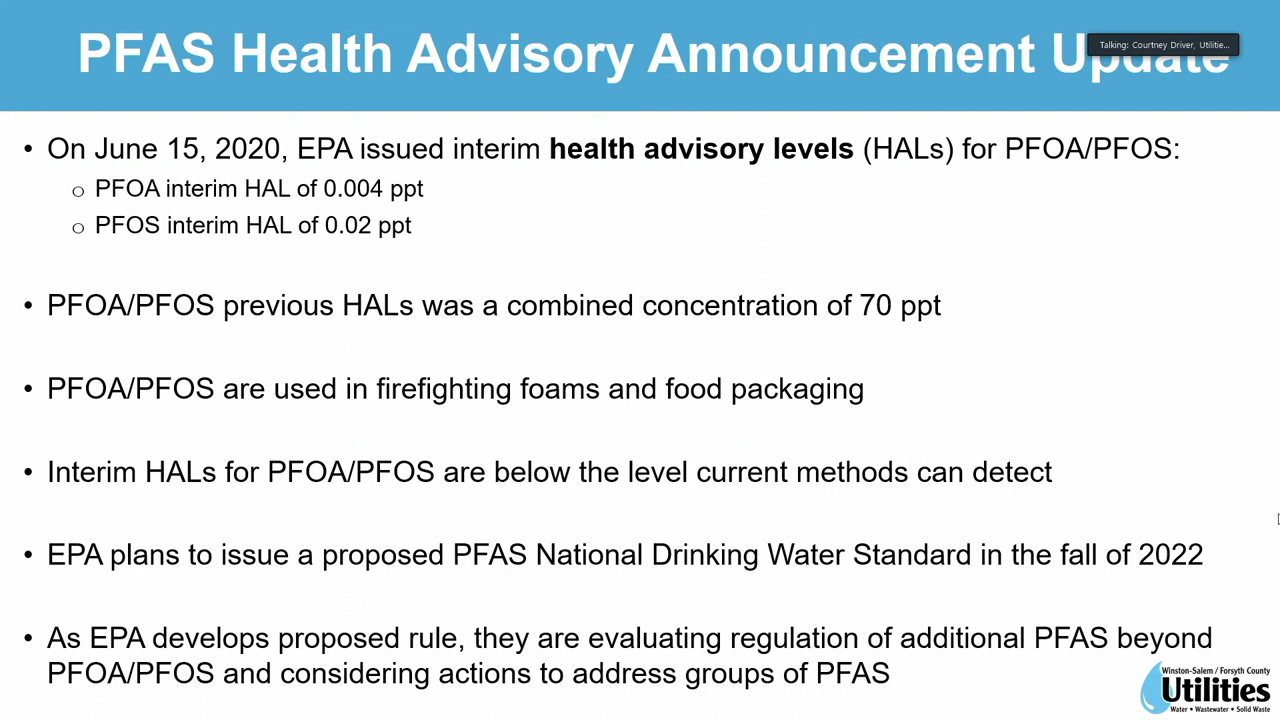 PFAS Health Advisory Announcement Update
Talking: Courtney Driver, Utilitie...
• On June 15, 2020, EPA issued interim health advisory levels (HALs) for PFOA/PFOS:
o PFOA interim HAL of 0.004 ppt
o PFOS interim HAL of 0.02 ppt
• PFOA/PFOS previous HALs was a combined concentration of 70 ppt
• PFOA/PFOS are used in firefighting foams and food packaging
• Interim HALs for PFOA/PFOS are below the level current methods can detect
• EPA plans to issue a proposed PFAS National Drinking Water Standard in the fall of 2022
• As EPA develops proposed rule, they are evaluating regulation of additional PFAS beyond
PFOA/PFOS and considering actions to address groups of PFAS
Winston-Salem / Forsyth County
Utilities
Water • Wastewater • Solid Waste